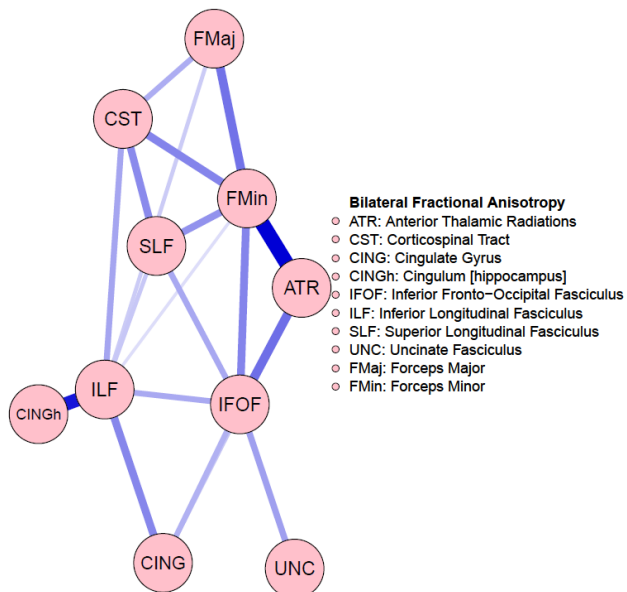 FMaj
CST
FMin
SLF
ATR
ILF
CINGh
IFOF
CING
UNC
Bilateral Fractional Anisotropy
ATR: Anterior Thalamic Radiations
CST: Corticospinal Tract
CING: Cingulate Gyrus
CINGh: Cingulum [hippocampus]
IFOF: Inferior Fronto−Occipital Fasciculus
ILF: Inferior Longitudinal Fasciculus
SLF: Superior Longitudinal Fasciculus
UNC: Uncinate Fasciculus
FMaj: Forceps Major
FMin: Forceps Minor